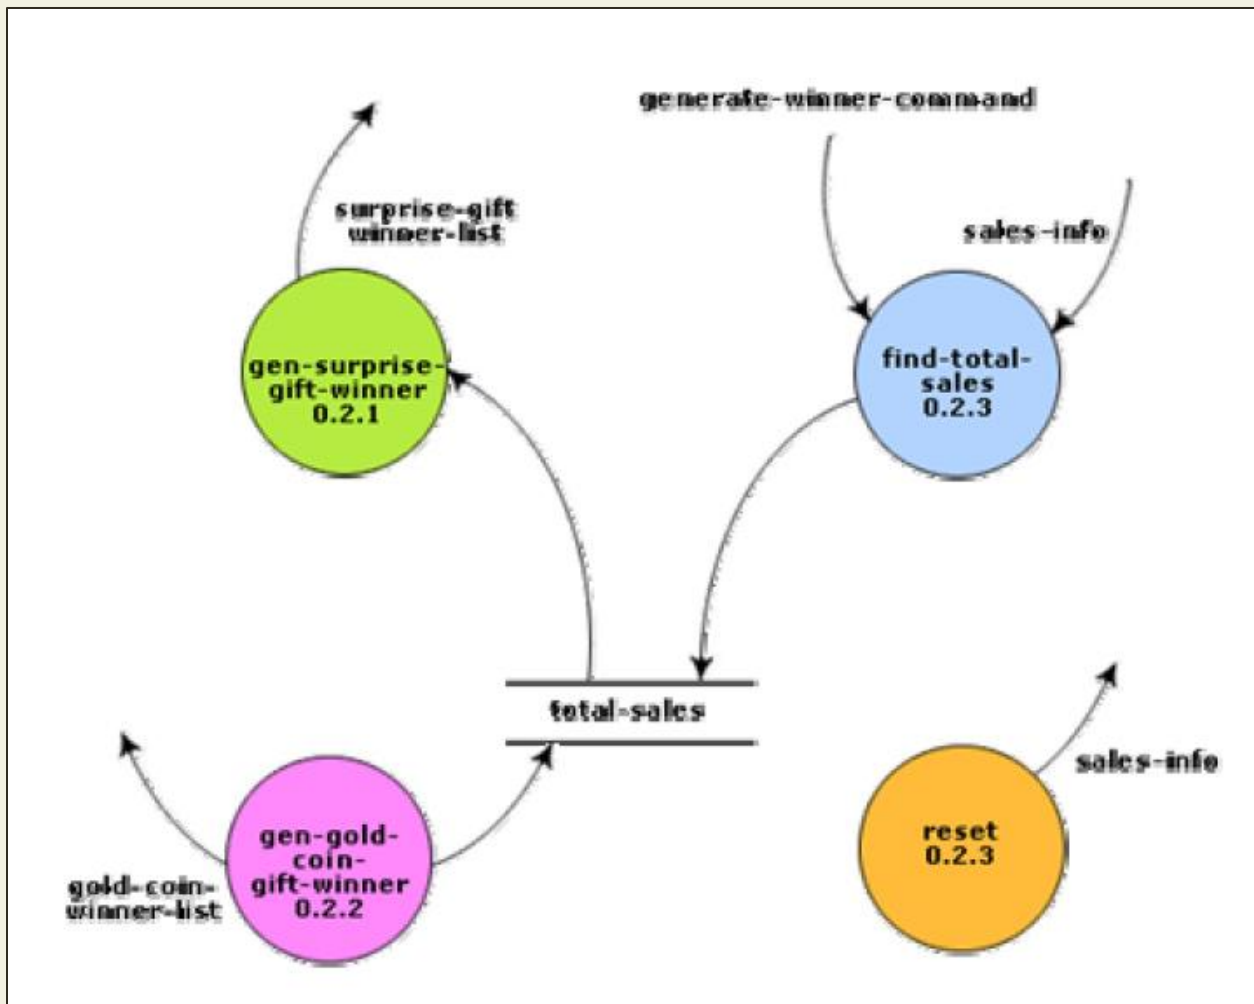 generate-winner-command
surprise-gift
winner-list
sales-info
gen-surprise-
gift-winner
0.2.1
find-total-
sales
0.2.3
total-sales
sales-info
gen-gold-
coin-
gift-winner
0.2.2
reset
0.2.3
gold-coin-
winner-list